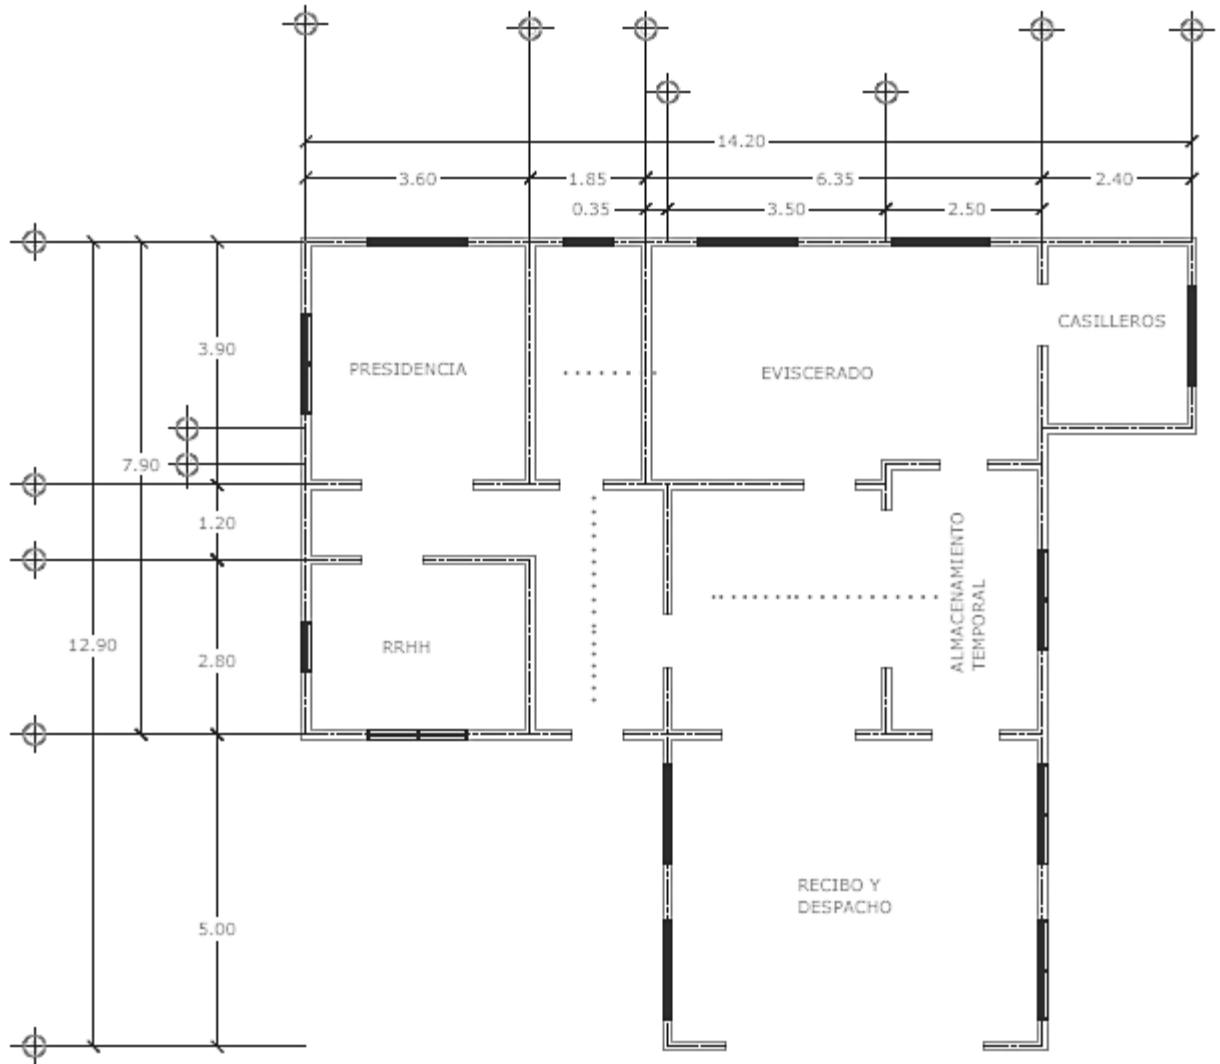 14.20
3.60
1.85
6.35
2.40
0.35
3.50
2.50
CASILLEROS
3.90
PRESIDENCIA
EVISCERADO
7.90
1.20
ALMACENAMIENTO
TEMPORAL
12.90
RRHH
2.80
RECIBO Y
DESPACHO
5.00